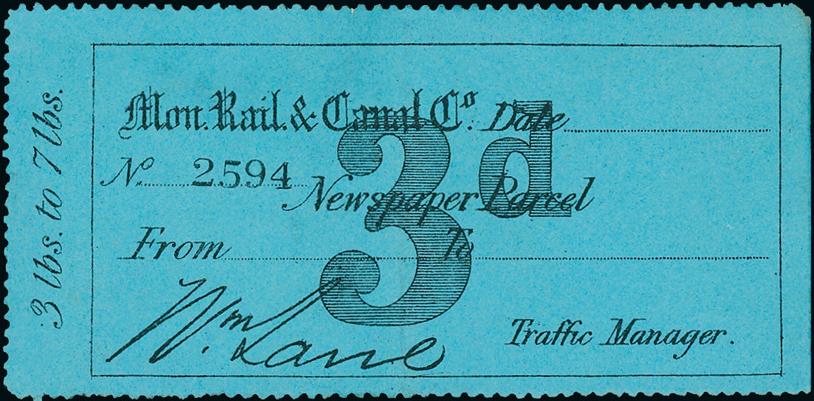 3 lbs. to 7 lbs.
Mon. Rail. & Canal Co. Date
No. 2594 Newspaper Parcel
3d
From To
Wm. Lane Traffic Manager.